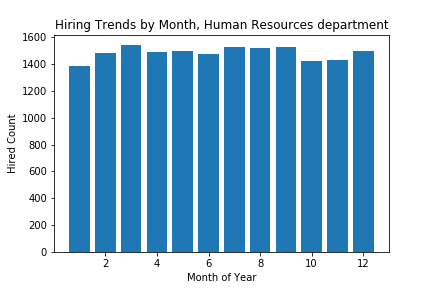 Hiring Trends by Month, Human Resources department
1600
1400
1200
1000
800
600
400
200
0
Hired Count
2 4 6 8 10 12
Month of Year